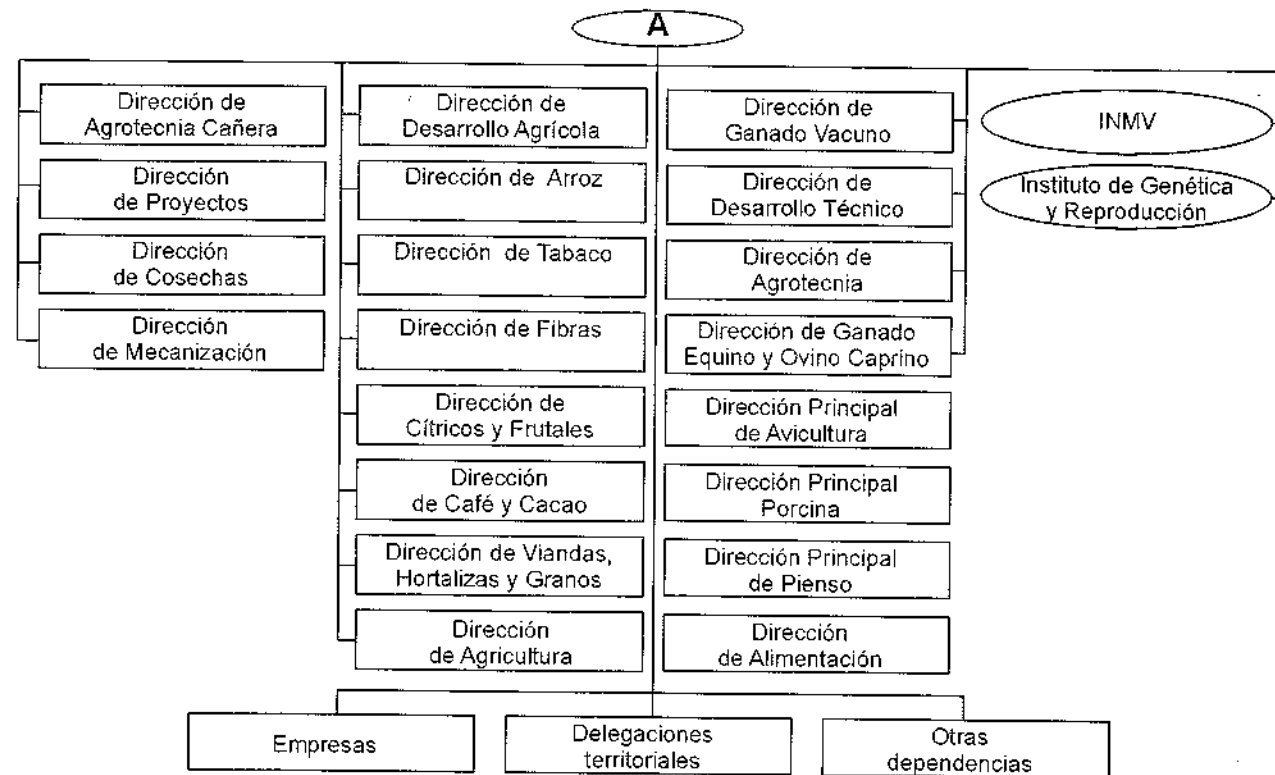 A
Dirección de
Agrotecnia Cañera
Dirección
de Proyectos
Dirección
de Cosechas
Dirección
de Mecanización
Dirección de
Desarrollo Agrícola
Dirección de Arroz
Dirección de Tabaco
Dirección de Fibras
Dirección de
Cítricos y Frutales
Dirección
de Café y Cacao
Dirección de Viandas,
Hortalizas y Granos
Dirección
de Agricultura
Dirección de
Ganado Vacuno
Dirección de
Desarrollo Técnico
Dirección de
Agrotecnia
Dirección de Ganado
Equino y Ovino Caprino
Dirección Principal
de Avicultura
Dirección Principal
Porcina
Dirección Principal
de Pienso
Dirección
de Alimentación
INMV
Instituto de Genética
y Reproducción
Empresas
Delegaciones
territoriales
Otras
dependencias